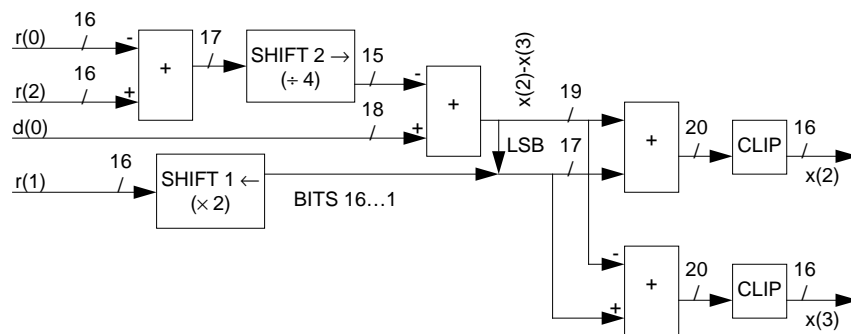 r(0)
16
-
r(2)
16
+
+
17
SHIFT 2 →
(÷ 4)
15
-
d(0)
18
+
+
x(2)-x(3)
19
LSB
17
+
20
CLIP
16
x(2)
r(1)
16
SHIFT 1 ←
(× 2)
BITS 16…1
-
+
+
20
CLIP
16
x(3)